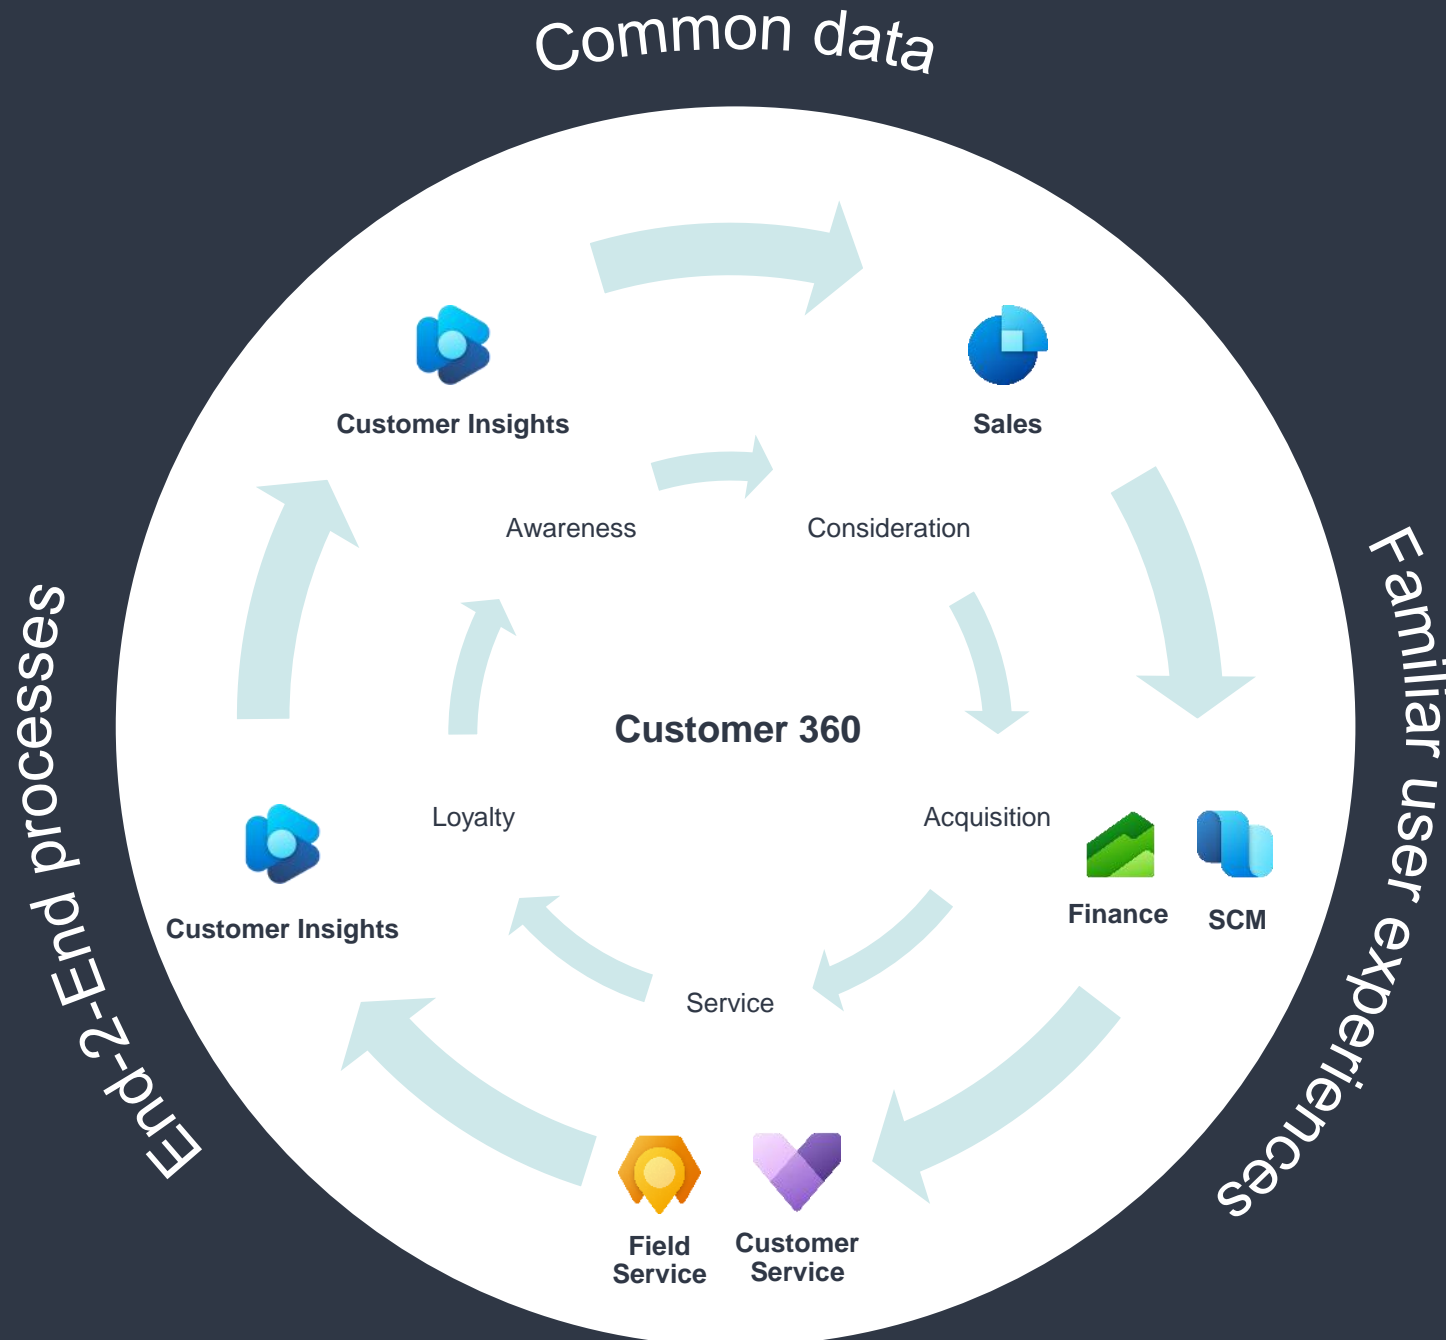 Common data
Customer Insights
Sales
Awareness
Consideration
Customer 360
Loyalty
Acquisition
Customer Insights
Finance
SCM
Service
Field
Service
Customer
Service
End-2-End processes
Familiar user experiences